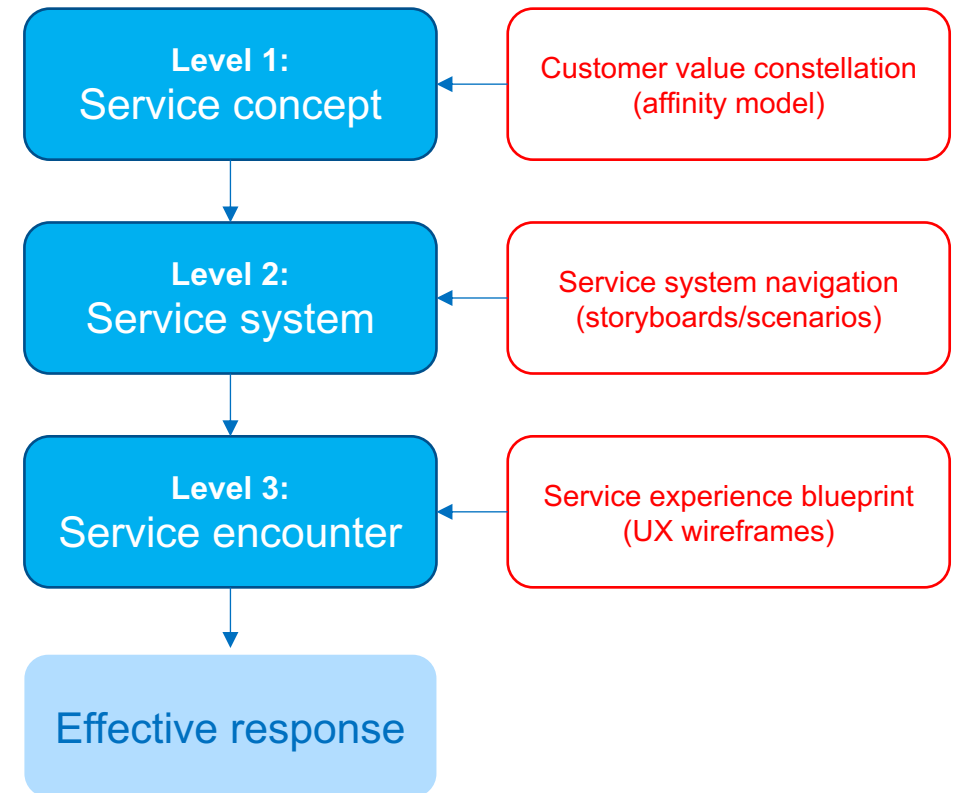 Level 1:
Service concept
Customer value constellation
(affinity model)
Level 2:
Service system
Service system navigation
(storyboards/scenarios)
Level 3:
Service encounter
Service experience blueprint
(UX wireframes)
Effective response